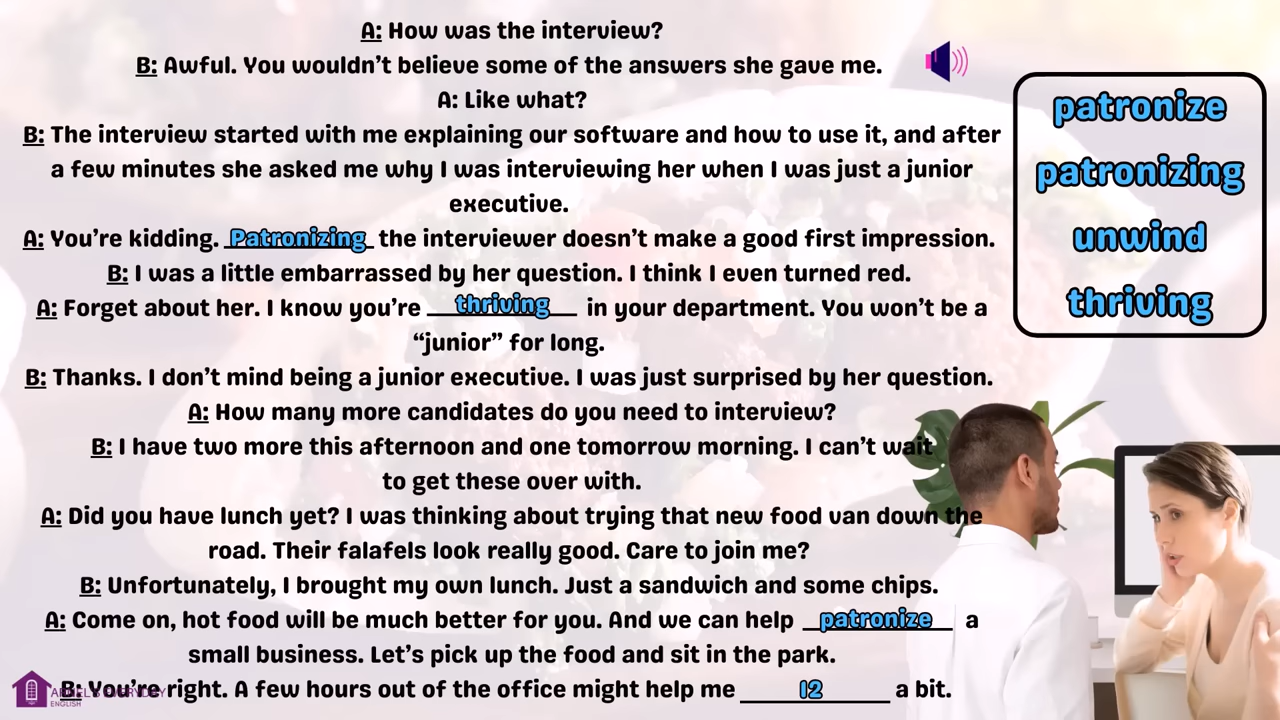 A: How was the interview?
B: Awful. You wouldn't believe some of the answers she gave me.
A: Like what?
B: The interview started with me explaining our software and how to use it, and after
a few minutes she asked me why I was interviewing her when I was just a junior
executive.
A: You're kidding. Patronizing the interviewer doesn't make a good first impression.
B: I was a little embarrassed by her question. I think I even turned red.
A: Forget about her. I know you're thriving in your department. You won't be a
“junior” for long.
B: Thanks. I don't mind being a junior executive. I was just surprised by her question.
A: How many more candidates do you need to interview?
B: I have two more this afternoon and one tomorrow morning. I can't wait
to get these over with.
A: Did you have lunch yet? I was thinking about trying that new food van down the
road. Their falafels look really good. Care to join me?
B: Unfortunately, I brought my own lunch. Just a sandwich and some chips.
A: Come on, hot food will be much better for you. And we can help patronize a
small business. Let's pick up the food and sit in the park.
B: You're right. A few hours out of the office might help me 12 a bit.
patronize
patronizing
unwind
thriving
EVERYDAY
ENGLISH